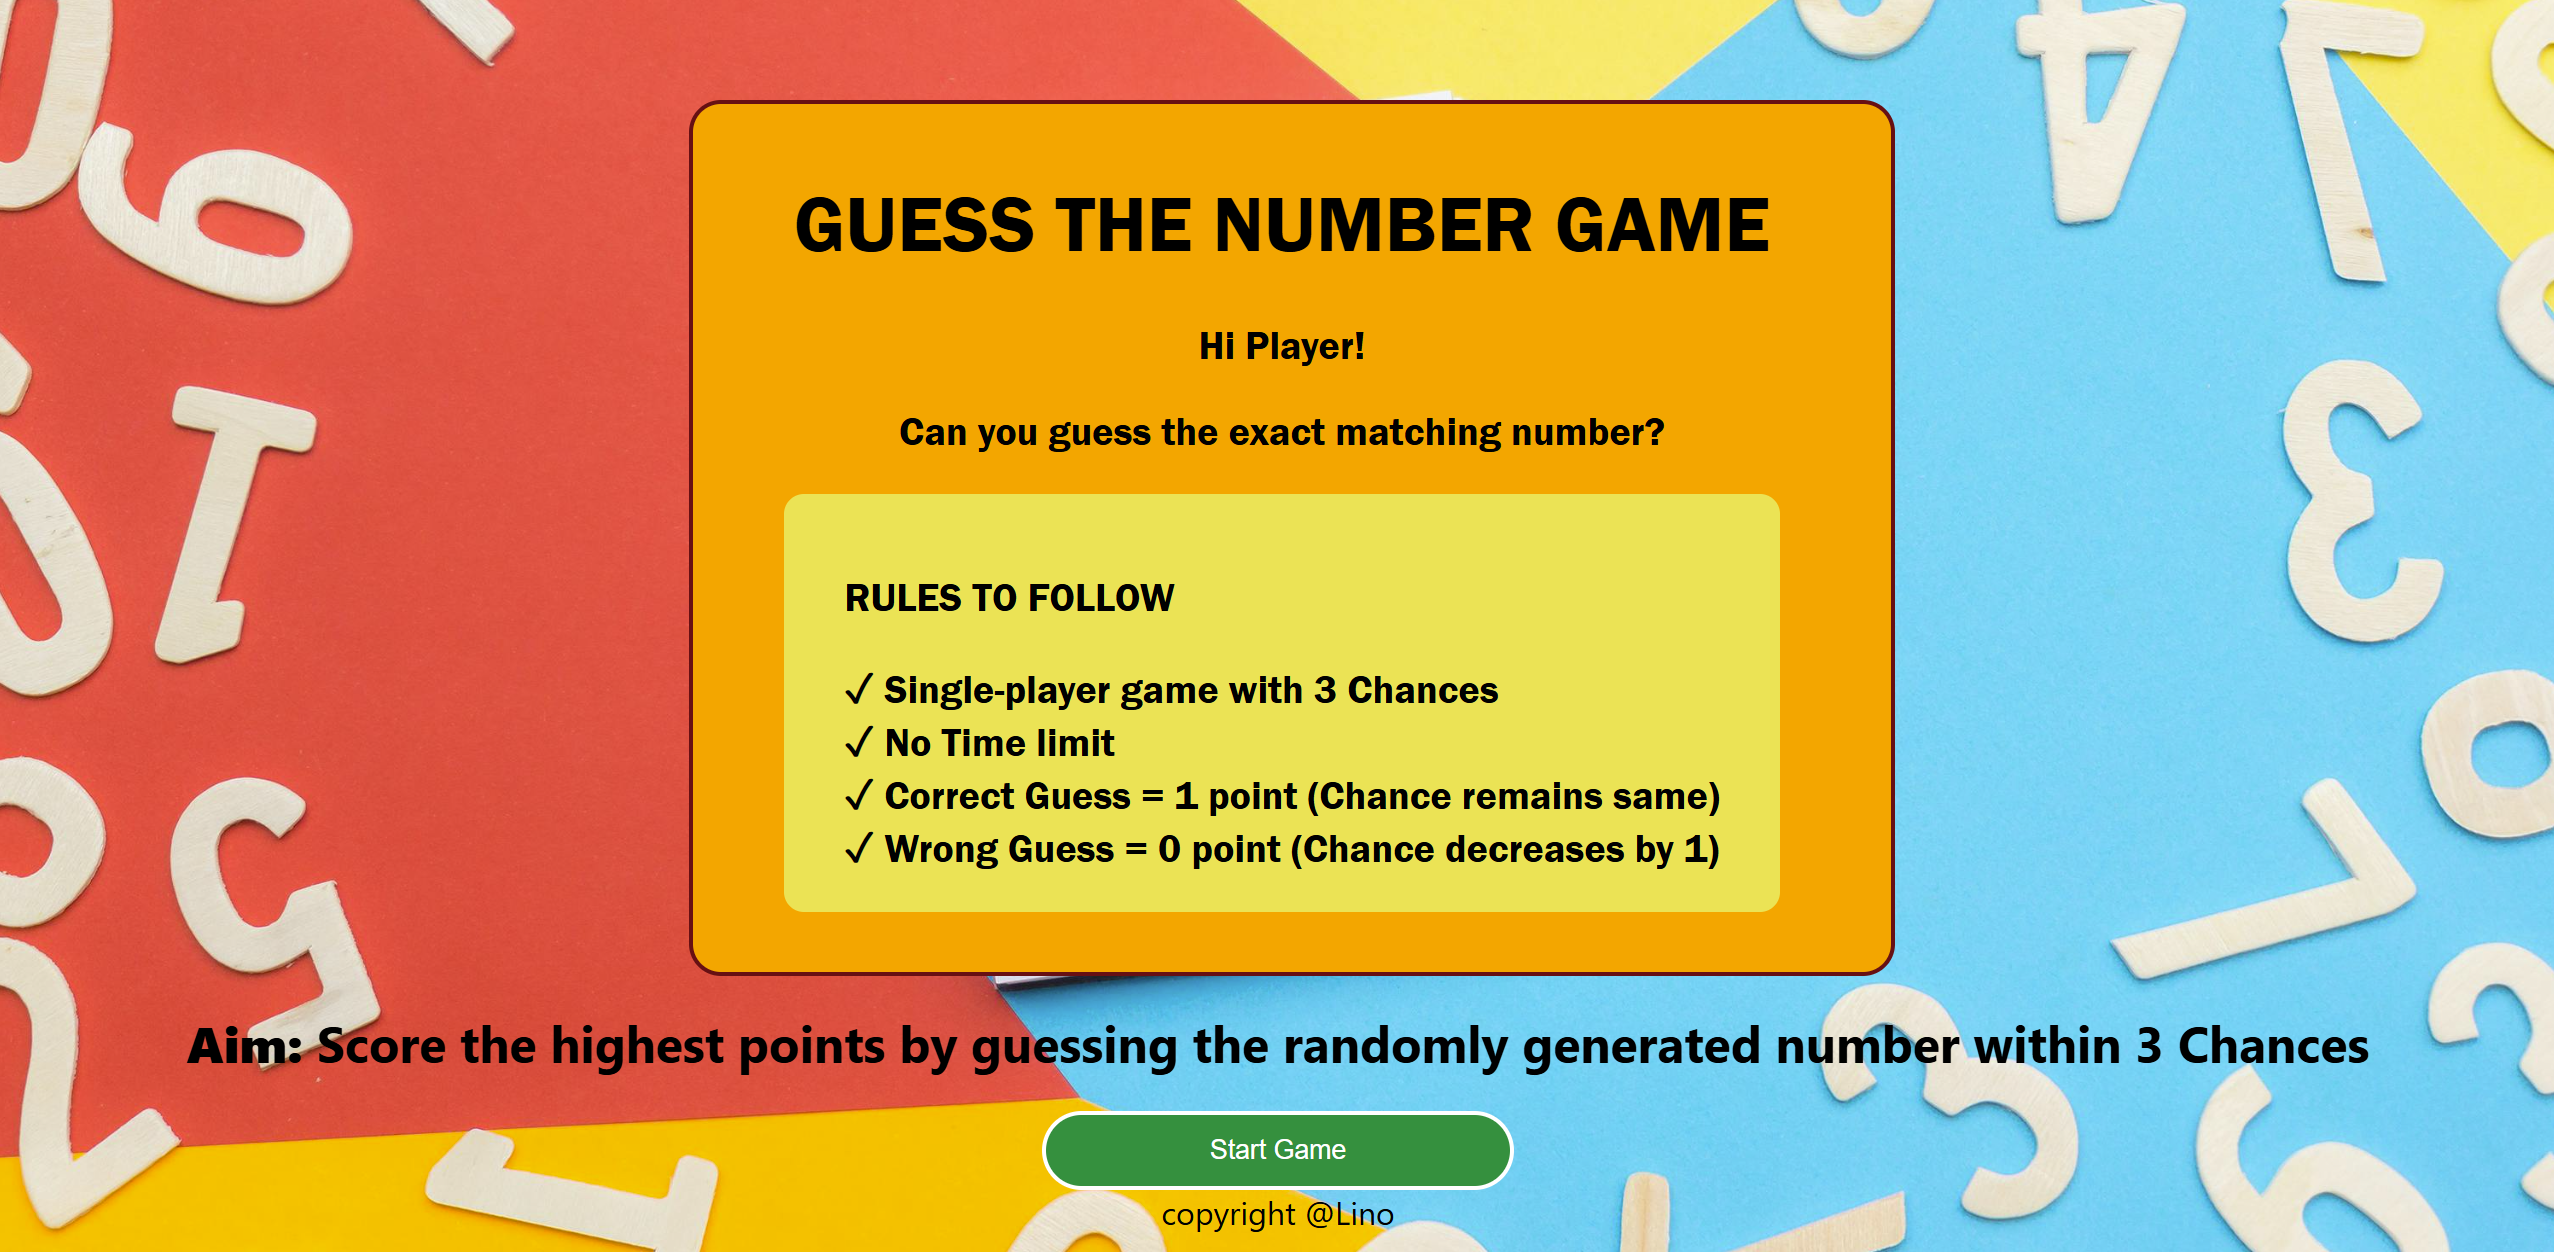 GUESS THE NUMBER GAME
Hi Player!
Can you guess the exact matching number?
RULES TO FOLLOW
✓ Single-player game with 3 Chances
✓ No Time limit
✓ Correct Guess = 1 point (Chance remains same)
✓ Wrong Guess = 0 point (Chance decreases by 1)
Aim: Score the highest points by guessing the randomly generated number within 3 Chances
Start Game
copyright @Lino